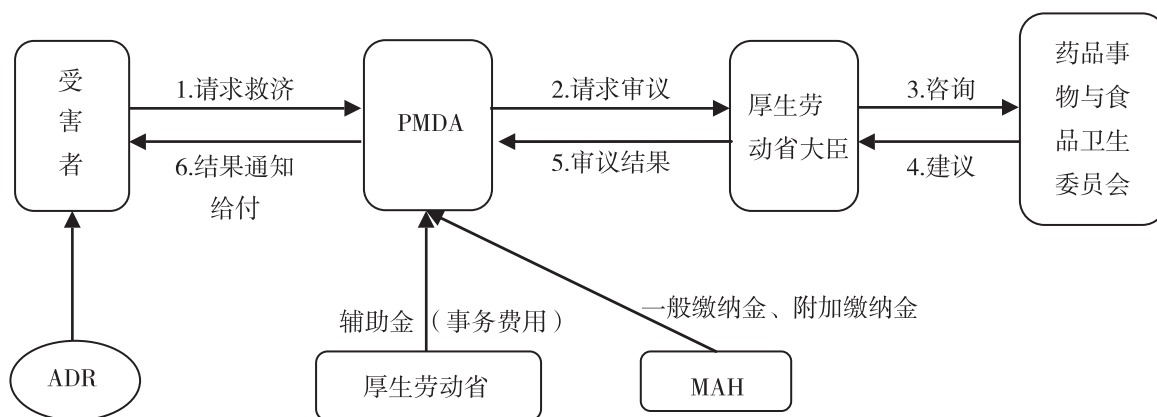 受
害
者
1.请求救济
6.结果通知
给付
PMDA
2.请求审议
5.审议结果
厚生劳
动省大臣
3.咨询
4.建议
药品事
物与食
品卫生
委员会
辅助金（事务费用）
一般缴纳金、附加缴纳金
ADR
厚生劳动省
MAH